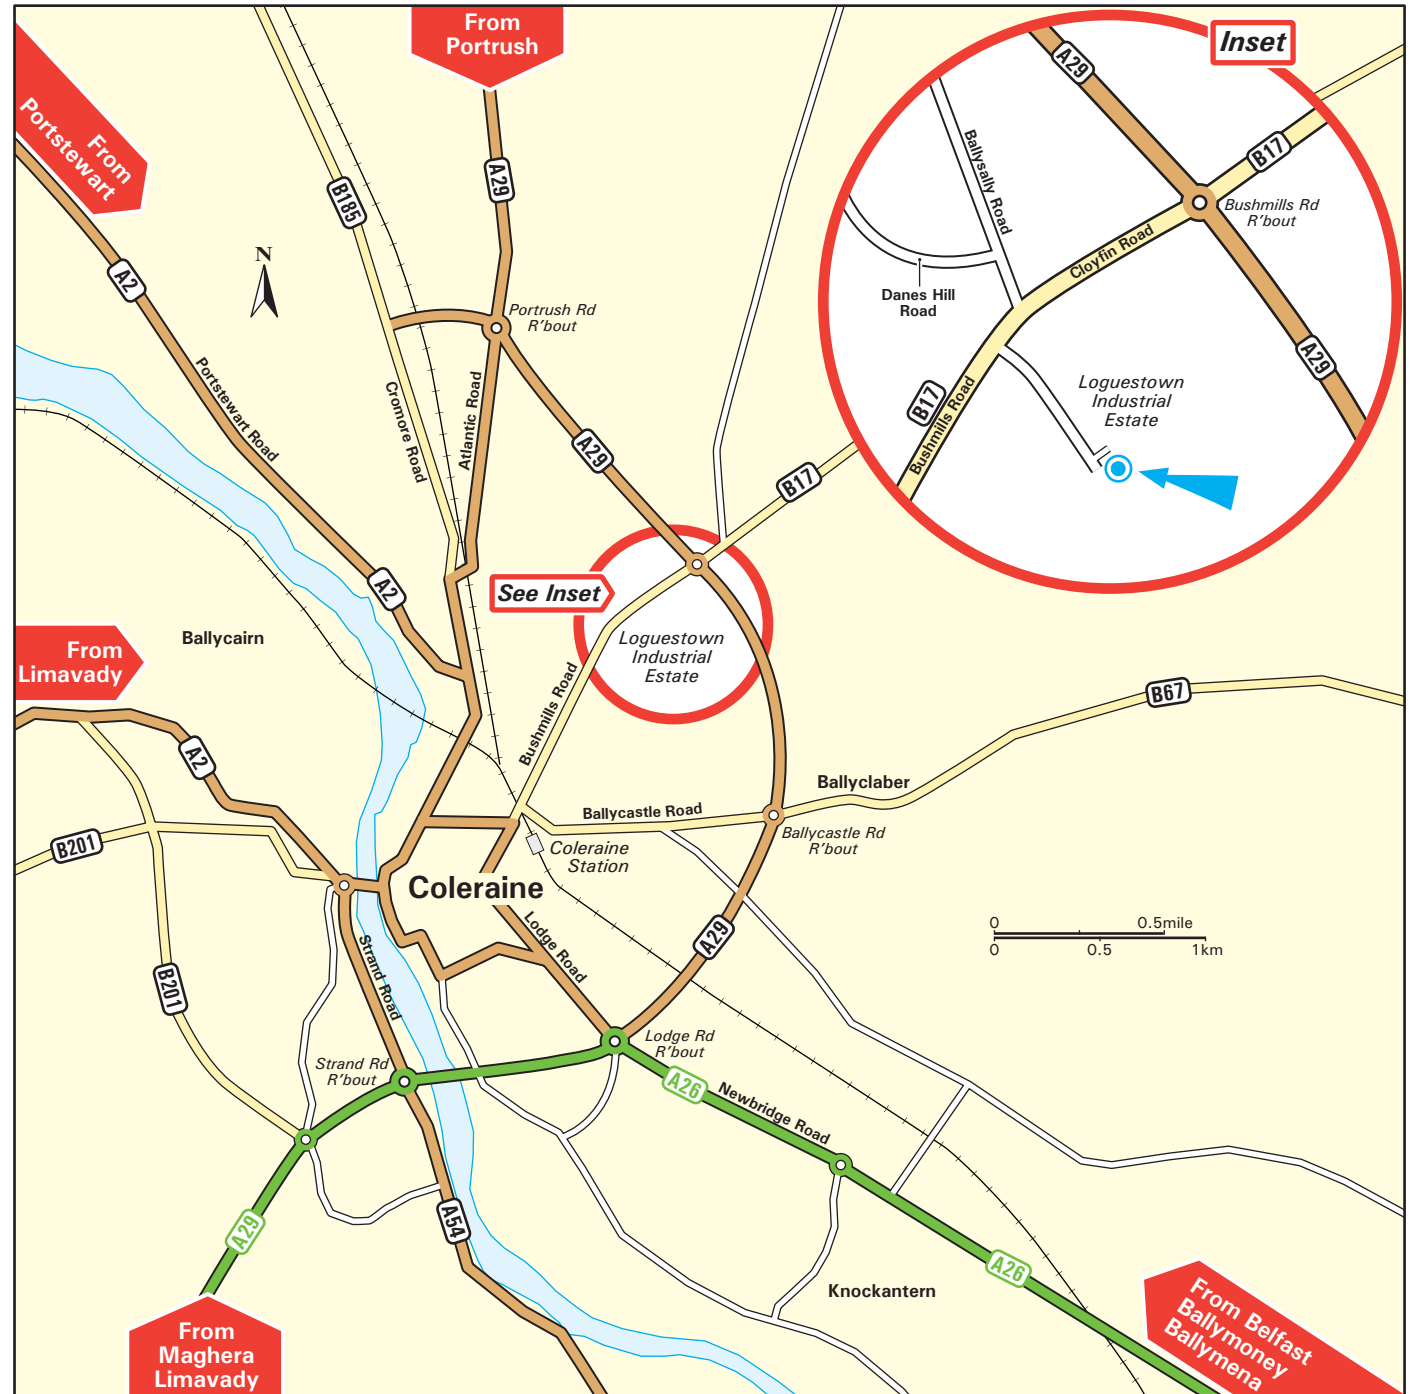 From
Portrush
Inset
From
Portstewart
A29
B17
Ballysally Road
B185
A29
Bushmills Rd
R'bout
Cloyfin Road
N
A2
Danes Hill
Road
Portrush Rd
R'bout
A29
Portstewart Road
Cromore Road
Atlantic Road
Loguestown
Industrial
Estate
B17
Bushmills Road
A29
B17
A2
See Inset
Ballycairn
Loguestown
Industrial
Estate
From
Limavady
Bushmills Road
B67
A2
Ballyclaber
Ballycastle Road
Ballycastle Rd
R'bout
B201
Coleraine
Station
Coleraine
Lodge Road
A29
0 0.5mile
0 0.5 1km
Strand Road
B201
Lodge Rd
R'bout
Strand Rd
R'bout
A26
Newbridge Road
A29
A54
A26
Knockantern
From
Maghera
Limavady
From Belfast
Ballymoney
Ballymena